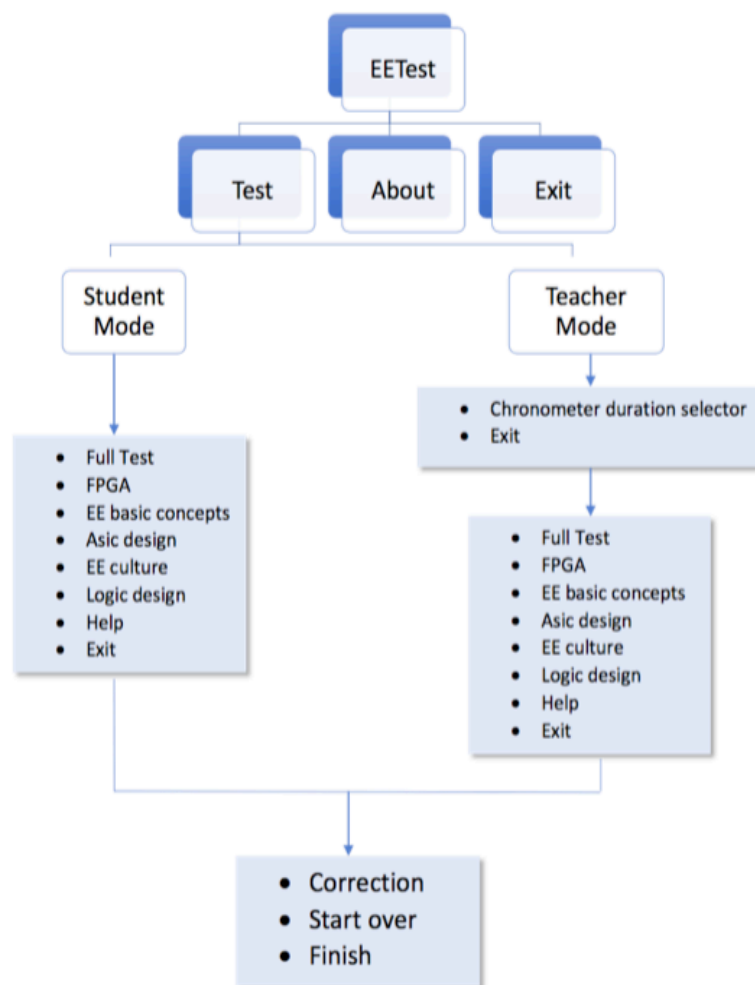 EETest
Test
About
Exit
Student
Mode
Teacher
Mode
• Chronometer duration selector
• Exit
• Full Test
• FPGA
• EE basic concepts
• Asic design
• EE culture
• Logic design
• Help
• Exit
• Full Test
• FPGA
• EE basic concepts
• Asic design
• EE culture
• Logic design
• Help
• Exit
• Correction
• Start over
• Finish